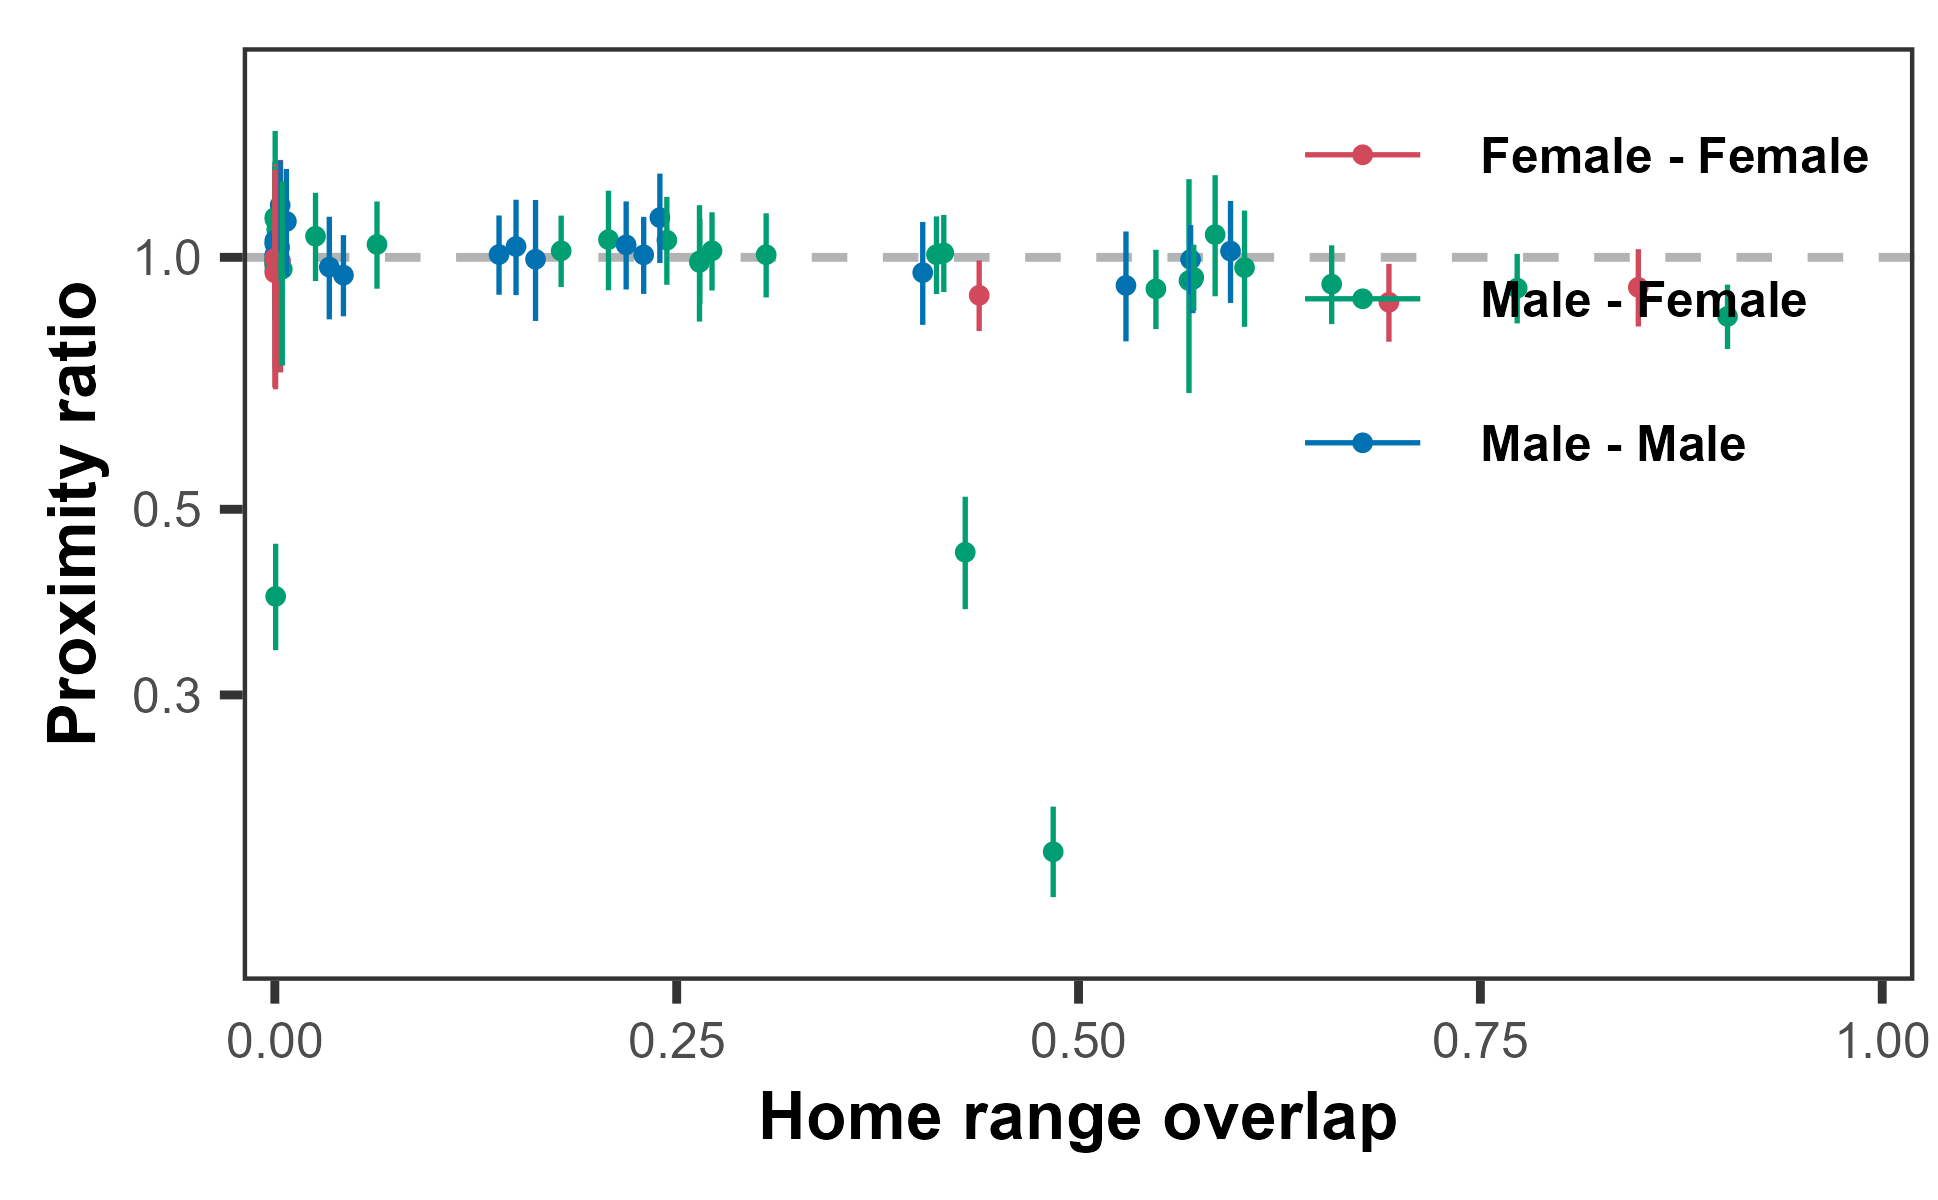 Proximity ratio
1.0
0.5
0.3
Female - Female
Male - Female
Male - Male
0.00
0.25
0.50
0.75
1.00
Home range overlap